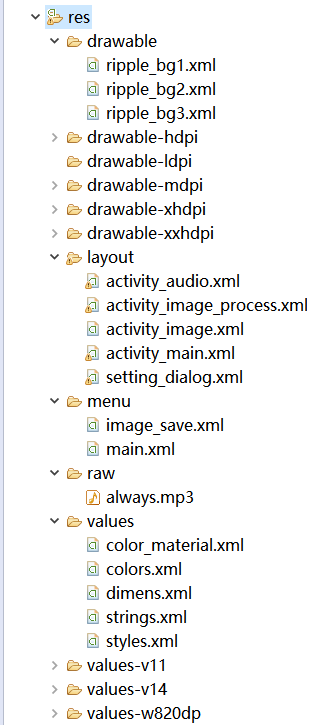 res
drawable
ripple_bg1.xml
ripple_bg2.xml
ripple_bg3.xml
drawable-hdpi
drawable-ldpi
drawable-mdpi
drawable-xhdpi
drawable-xxhdpi
layout
activity_audio.xml
activity_image_process.xml
activity_image.xml
activity_main.xml
setting_dialog.xml
menu
image_save.xml
main.xml
raw
always.mp3
values
color_material.xml
colors.xml
dimens.xml
strings.xml
styles.xml
values-v11
values-v14
values-w820dp